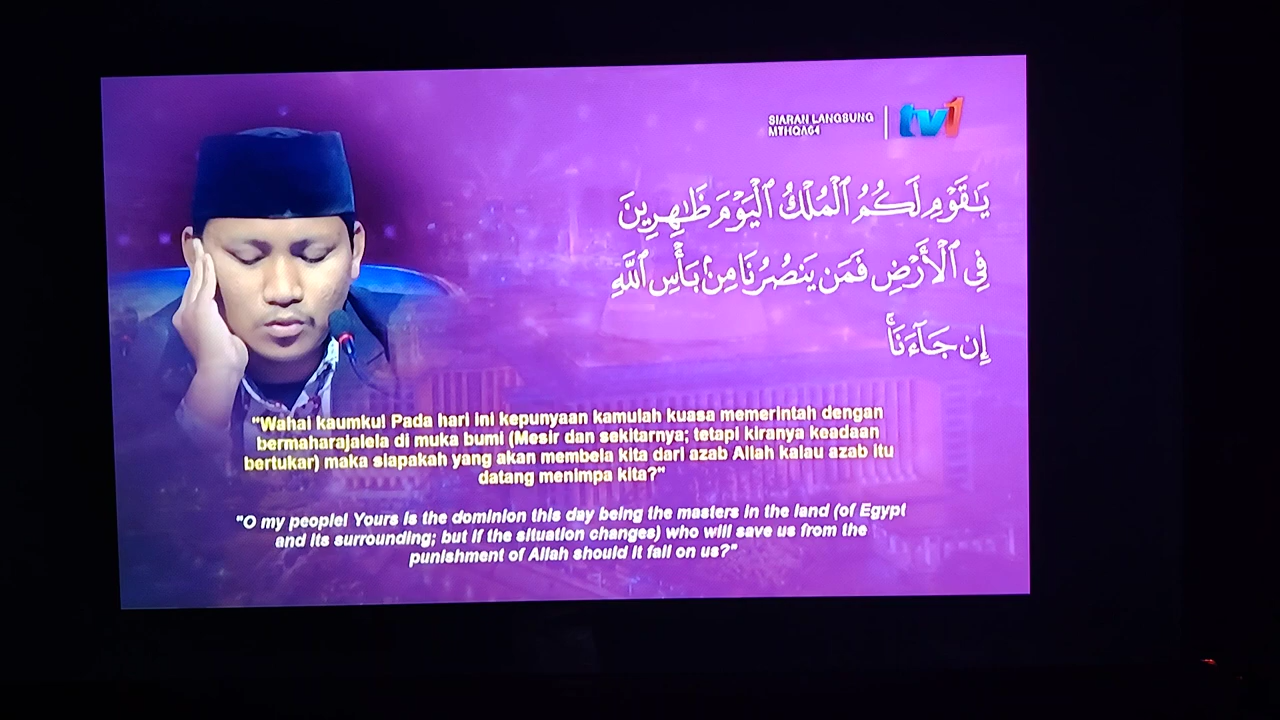 SIARAN LANGSUNG
MTHQA64
tv1
يَـٰقَوْمِ لَكُمُ ٱلْمُلْكُ ٱلْيَوْمَ ظَـٰهِرِينَ
فِى ٱلْأَرْضِ فَمَن يَنصُرُنَا مِنۢ بَأْسِ ٱللَّهِ
إِن جَآءَنَا ۚ
"Wahai kaumku! Pada hari ini kepunyaan kamulah kuasa memerintah dengan
bermaharajalela di muka bumi (Mesir dan sekitarnya; tetapi kiranya keadaan
bertukar) maka siapakah yang akan membela kita dari azab Allah kalau azab itu
datang menimpa kita?"
"O my people! Yours is the dominion this day being the masters in the land (of Egypt
and its surrounding; but if the situation changes) who will save us from the
punishment of Allah should it fall on us?"